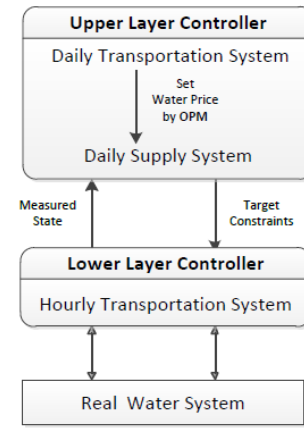 Upper Layer Controller
Daily Transportation System
Set
Water Price
by OPM
Daily Supply System
Measured
State
Target
Constraints
Lower Layer Controller
Hourly Transportation System
Real Water System